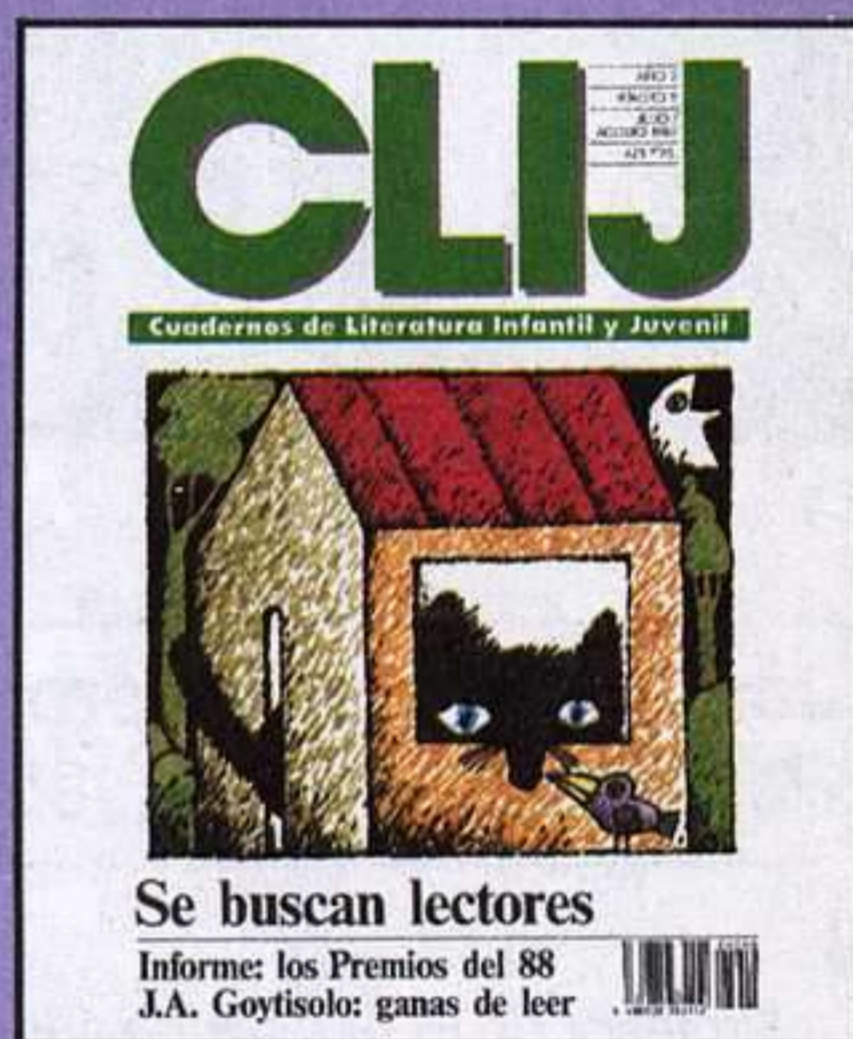 CLIJ
Cuadernos de Literatura Infantil y Juvenil
Se buscan lectores
Informe: los Premios del 88
J.A. Goytisolo: ganas de leer